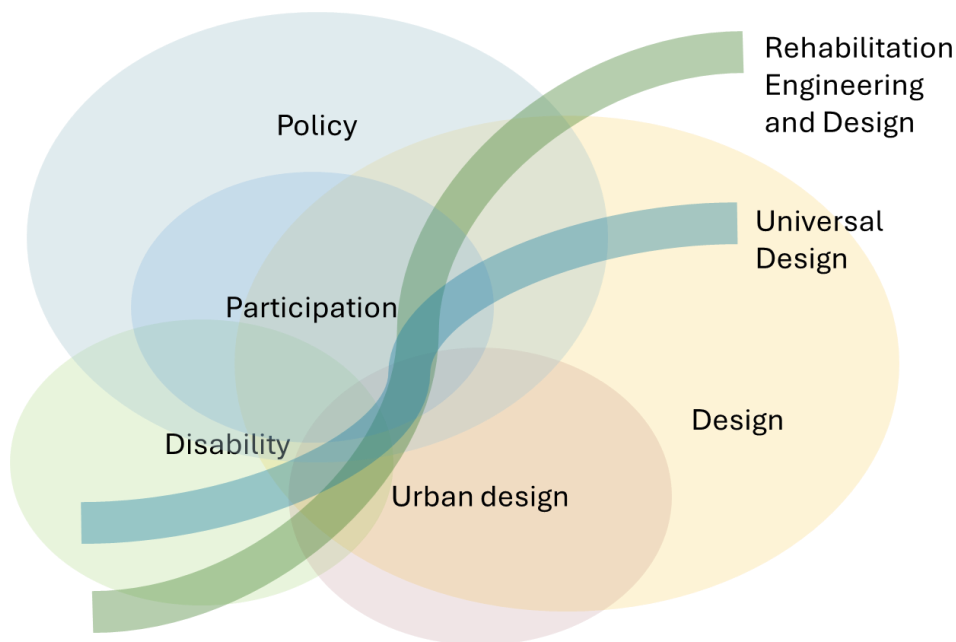 Rehabilitation
Engineering
and Design
Policy
Universal
Design
Participation
Design
Disability
Urban design